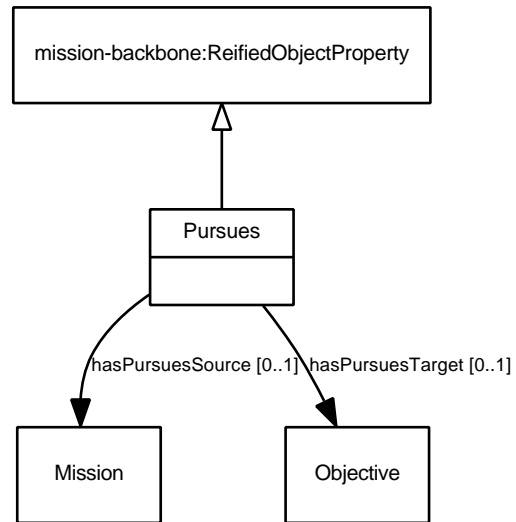 mission-backbone:ReifiedObjectProperty
Pursues
hasPursuesSource [0..1]
hasPursuesTarget [0..1]
Mission
Objective